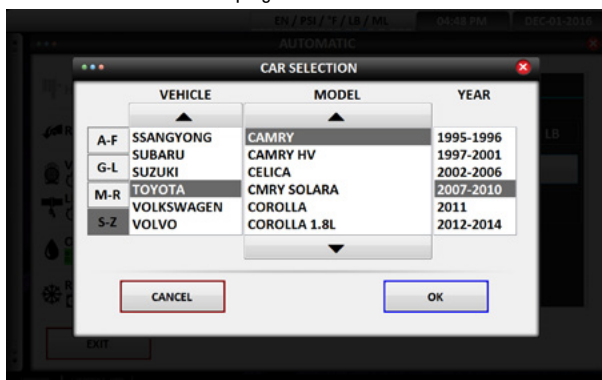 EN / PSI / °F / LB / ML 04:48 PM DEC-01-2016
AUTOMATIC
CAR SELECTION
VEHICLE MODEL YEAR
A-F SSANGYONG CAMRY 1995-1996
SUBARU CAMRY HV 1997-2001
G-L SUZUKI CELICA 2002-2006
M-R TOYOTA CMRY SOLARA 2007-2010
VOLKSWAGEN COROLLA 2011
S-Z VOLVO COROLLA 1.8L 2012-2014
LB
CANCEL OK
EXIT